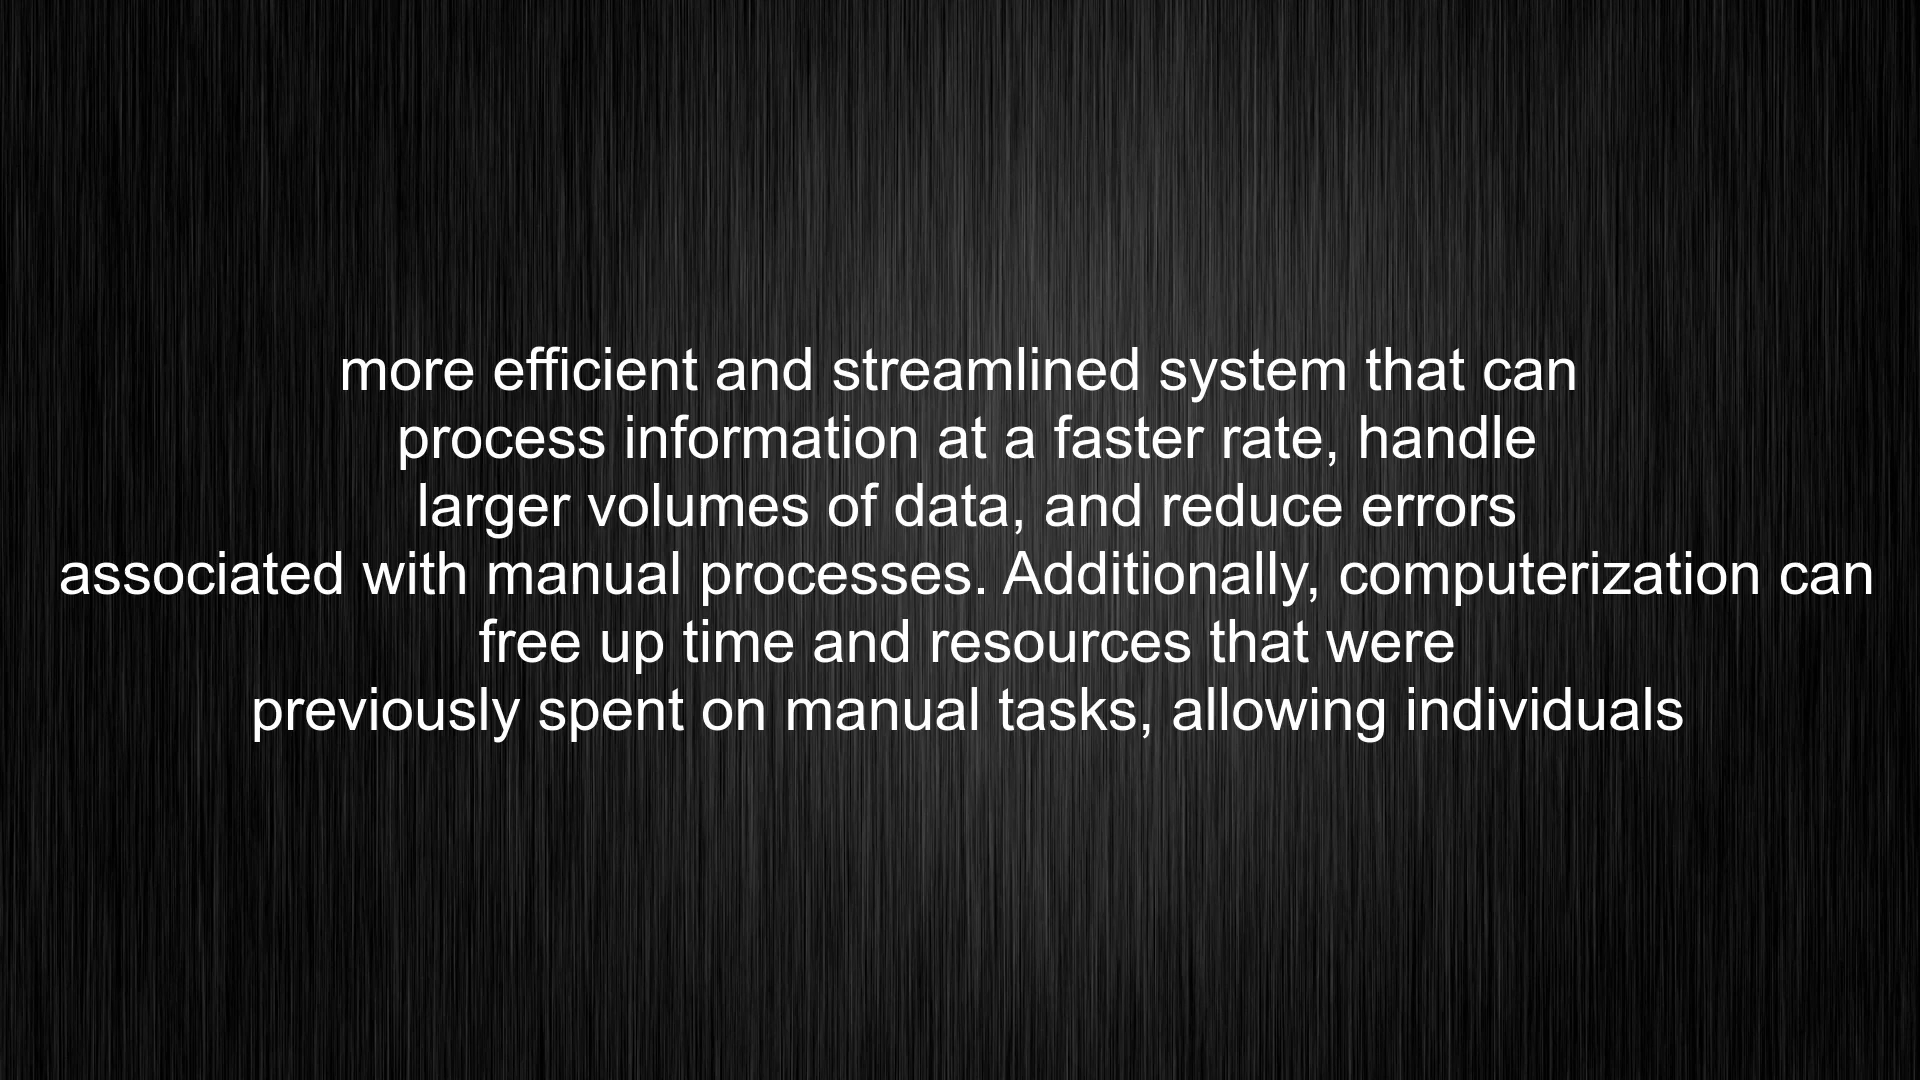 more efficient and streamlined system that can
process information at a faster rate, handle
larger volumes of data, and reduce errors
associated with manual processes. Additionally, computerization can
free up time and resources that were
previously spent on manual tasks, allowing individuals